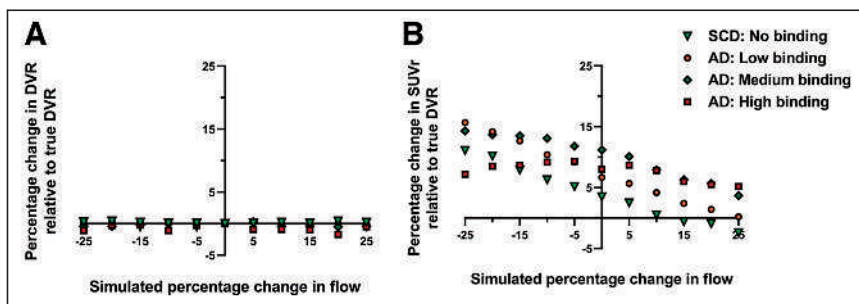 A
Percentage change in DVR
relative to true DVR
25
15
5
-5
-25
-15
-5
5
15
25
Simulated percentage change in flow
B
Percentage change in SUVr
relative to true DVR
25
15
5
-5
-25
-15
-5
5
15
25
Simulated percentage change in flow
SCD: No binding
AD: Low binding
AD: Medium binding
AD: High binding